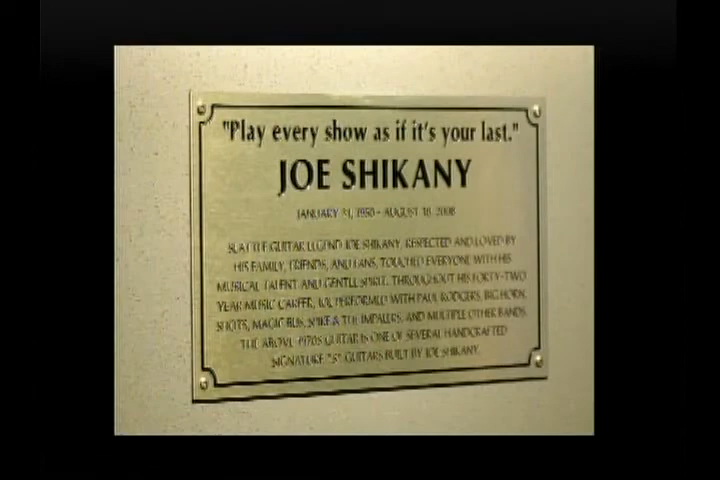 "Play every show as if it's your last."
JOE SHIKANY
JANUARY 31, 1950 - AUGUST 18, 2008
SEATTLE GUITAR LEGEND JOE SHIKANY, RESPECTED AND LOVED BY
HIS FAMILY, FRIENDS, AND FANS, TOUCHED EVERYONE WITH HIS
MUSICAL TALENT AND GENTLE SPIRIT. THROUGHOUT HIS FORTY-TWO
YEAR MUSIC CAREER, JOE PERFORMED WITH PAUL RODGERS, BIG HORN,
SHOTS, MAGIC BUS, SPIKE & THE IMPALERS, AND MULTIPLE OTHER BANDS.
THE ABOVE 1970S GUITAR IS ONE OF SEVERAL HANDCRAFTED
SIGNATURE "S" GUITARS BUILT BY JOE SHIKANY.